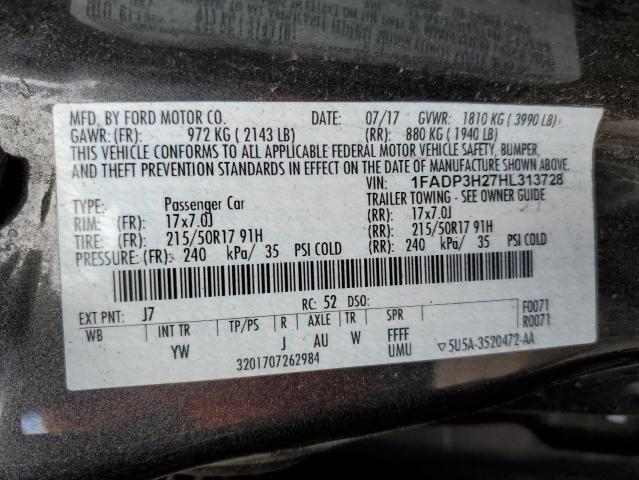 MFD. BY FORD MOTOR CO. DATE: 07/17 GVWR: 1810 KG ( 3990 LB)
GAWR: (FR): 972 KG ( 2143 LB) (RR): 880 KG ( 1940 LB)
THIS VEHICLE CONFORMS TO ALL APPLICABLE FEDERAL MOTOR VEHICLE SAFETY, BUMPER,
AND THEFT PREVENTION STANDARDS IN EFFECT ON THE DATE OF MANUFACTURE SHOWN ABOVE.
VIN: 1FADP3H27HL313728
TYPE: Passenger Car TRAILER TOWING - SEE OWNER GUIDE
RIM: (FR): 17x7.0J (RR): 17x7.0J
TIRE: (FR): 215/50R17 91H (RR): 215/50R17 91H
PRESSURE: (FR): 240 kPa/ 35 PSI COLD (RR): 240 kPa/ 35 PSI COLD
EXT PNT: J7 RC: 52 DSO: F0071
WB INT TR TP/PS R AXLE TR SPR R0071
YW J AU W FFFF
3201707262984 UMU ▽5U5A-3520472-AA